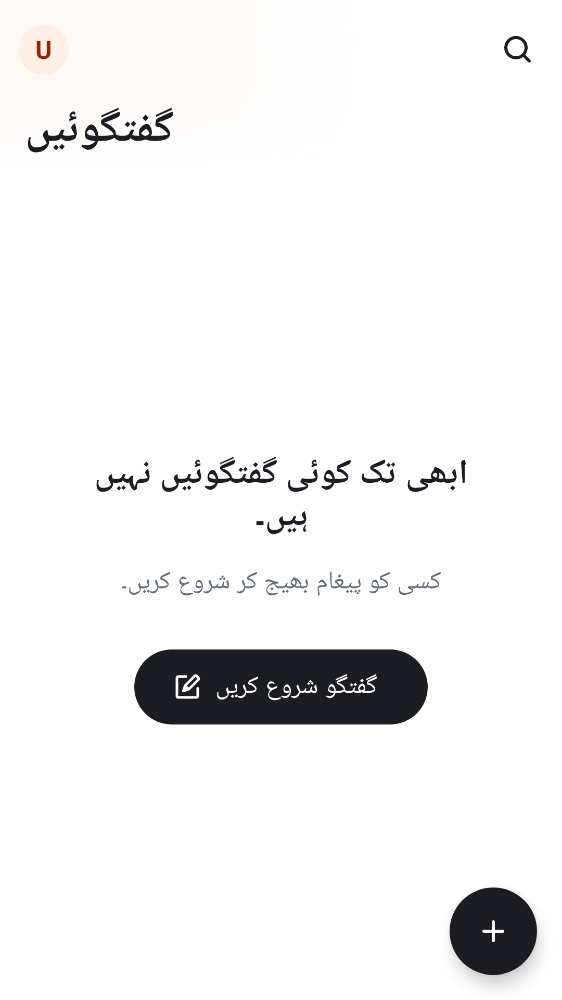 U
گفتگوئیں
ابھی تک کوئی گفتگوئیں نہیں
ہیں۔
کسی کو پیغام بھیج کر شروع کریں۔
گفتگو شروع کریں